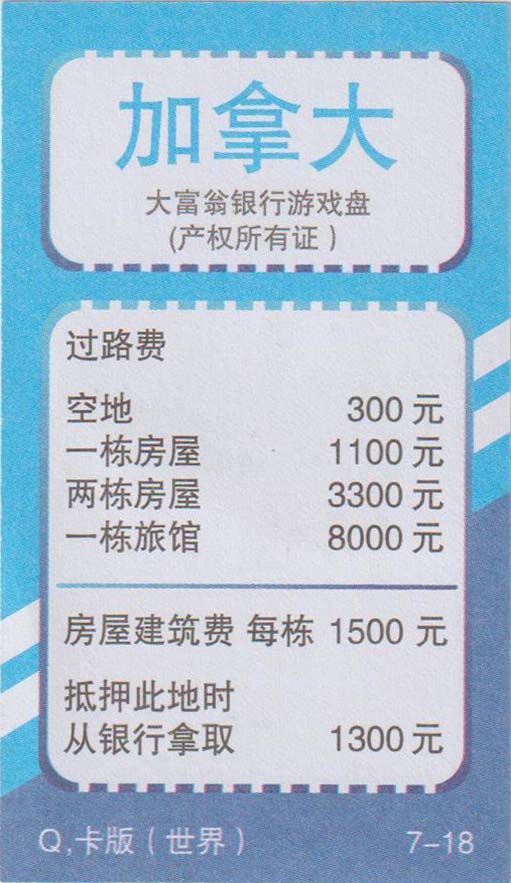 加拿大
大富翁银行游戏盘
(产权所有证)
过路费
空地 300 元
一栋房屋 1100 元
两栋房屋 3300 元
一栋旅馆 8000 元
房屋建筑费 每栋 1500 元
抵押此地时
从银行拿取 1300 元
Q,卡版(世界) 7-18